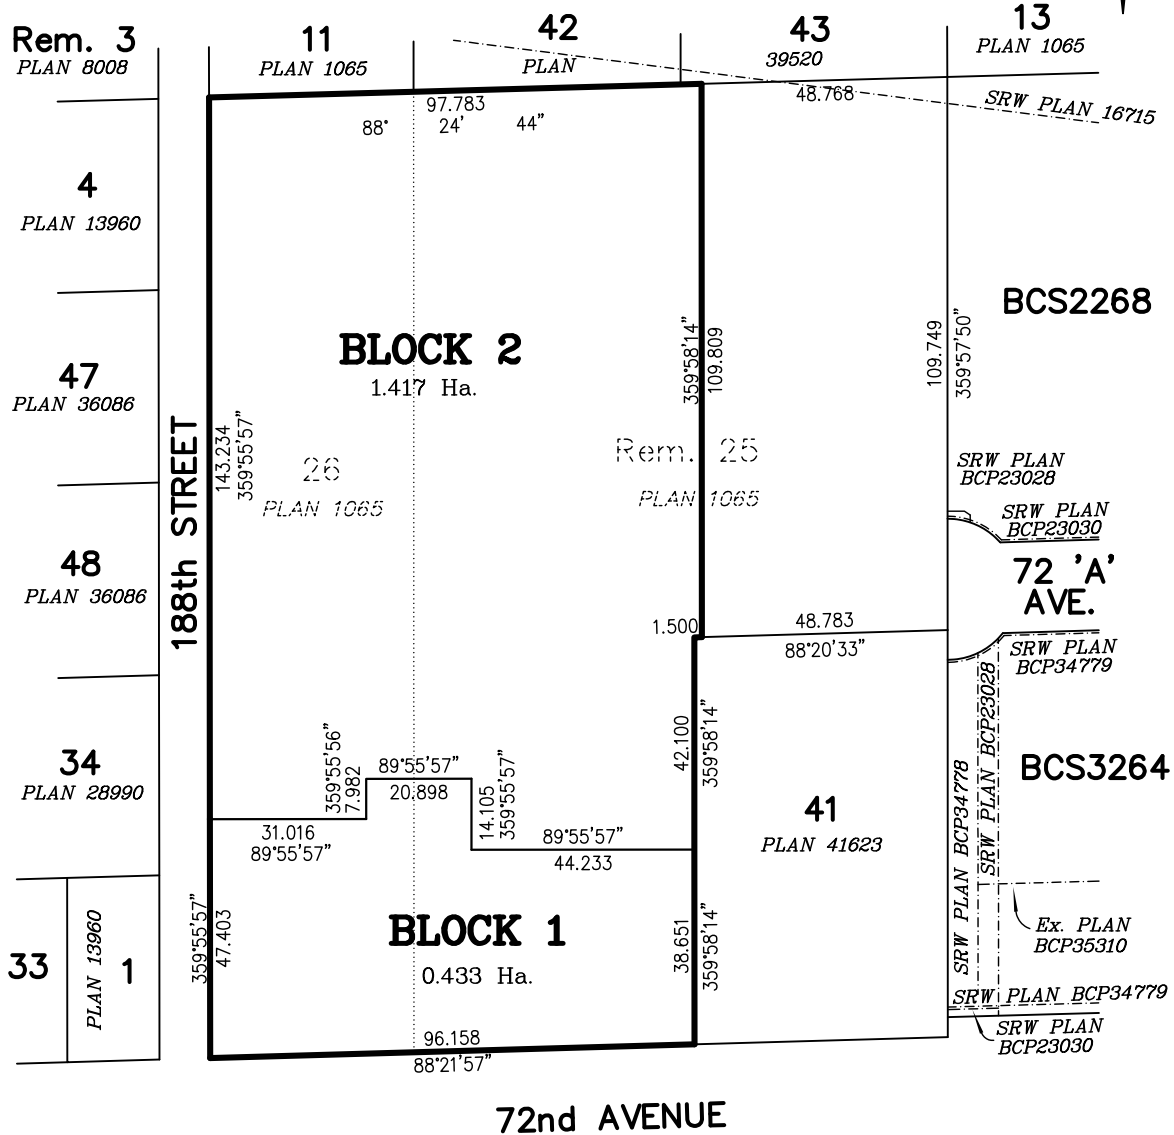 Rem. 3
PLAN 8008
11
PLAN 1065
42
PLAN
43
39520
13
PLAN 1065
97.783
88° 24' 44"
48.768
SRW PLAN 16715
4
PLAN 13960
BCS2268
BLOCK 2
1.417 Ha.
359°58'14"
109.809
109.749
359°57'50"
47
PLAN 36086
143.234
359°55'57"
188th STREET
26
PLAN 1065
Rem. 25
PLAN 1065
SRW PLAN
BCP23028
SRW PLAN
BCP23030
72 'A'
AVE.
48
PLAN 36086
1.500
48.783
88°20'33"
SRW PLAN
BCP34779
SRW PLAN BCP23028
34
PLAN 28990
359°55'56"
7.982
89°55'57"
20.898
14.105
359°55'57"
42.100
359°58'14"
BCS3264
41
PLAN 41623
SRW PLAN BCP34778
31.016
89°55'57"
89°55'57"
44.233
33
PLAN 13960
1
359°55'57"
47.403
BLOCK 1
0.433 Ha.
38.651
359°58'14"
Ex. PLAN
BCP35310
SRW PLAN BCP34779
SRW PLAN
BCP23030
96.158
88°21'57"
72nd AVENUE